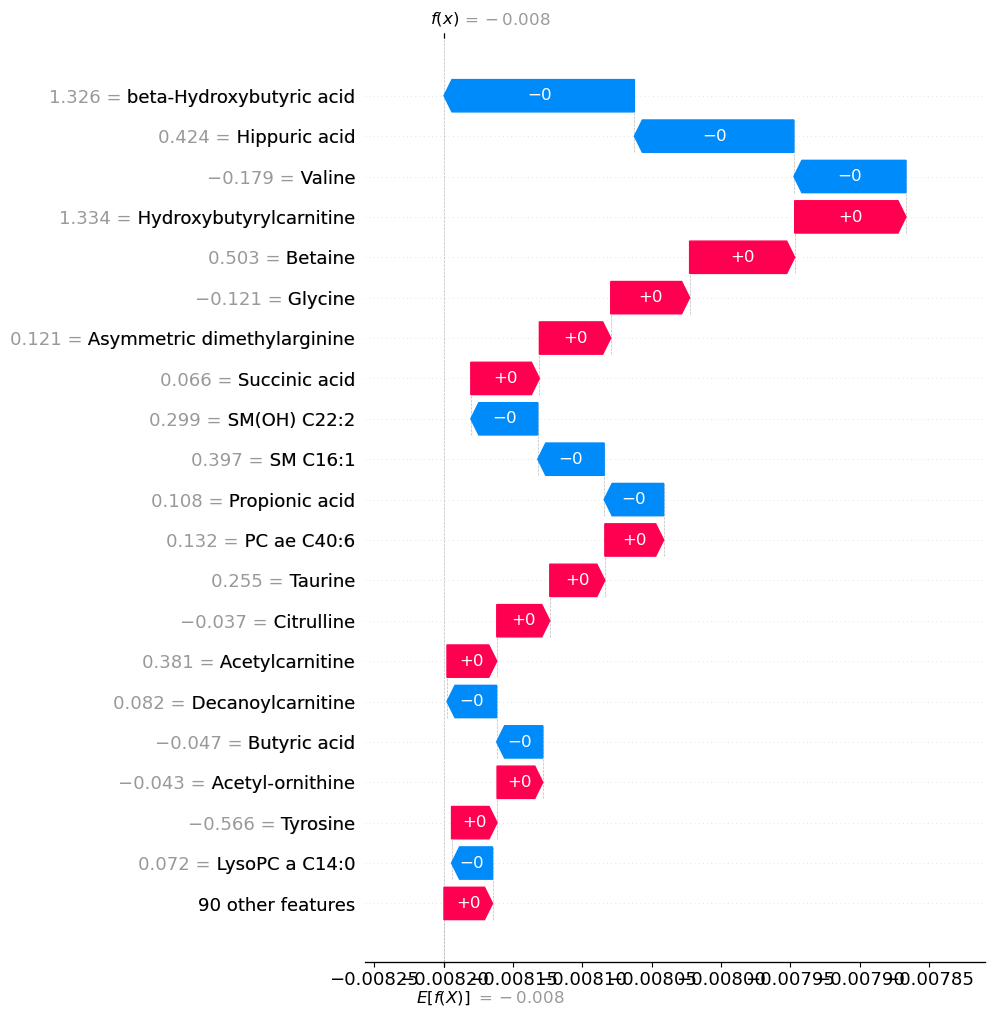 f(x) = −0.008
1.326 = beta-Hydroxybutyric acid −0
0.424 = Hippuric acid −0
−0.179 = Valine −0
1.334 = Hydroxybutyrylcarnitine +0
0.503 = Betaine +0
−0.121 = Glycine +0
0.121 = Asymmetric dimethylarginine +0
0.066 = Succinic acid +0
0.299 = SM(OH) C22:2 −0
0.397 = SM C16:1 −0
0.108 = Propionic acid −0
0.132 = PC ae C40:6 +0
0.255 = Taurine +0
−0.037 = Citrulline +0
0.381 = Acetylcarnitine +0
0.082 = Decanoylcarnitine −0
−0.047 = Butyric acid −0
−0.043 = Acetyl-ornithine +0
−0.566 = Tyrosine +0
0.072 = LysoPC a C14:0 −0
90 other features +0
−0.00825 −0.00820 −0.00815 −0.00810 −0.00805 −0.00800 −0.00795 −0.00790 −0.00785
E[f(X)] = −0.008